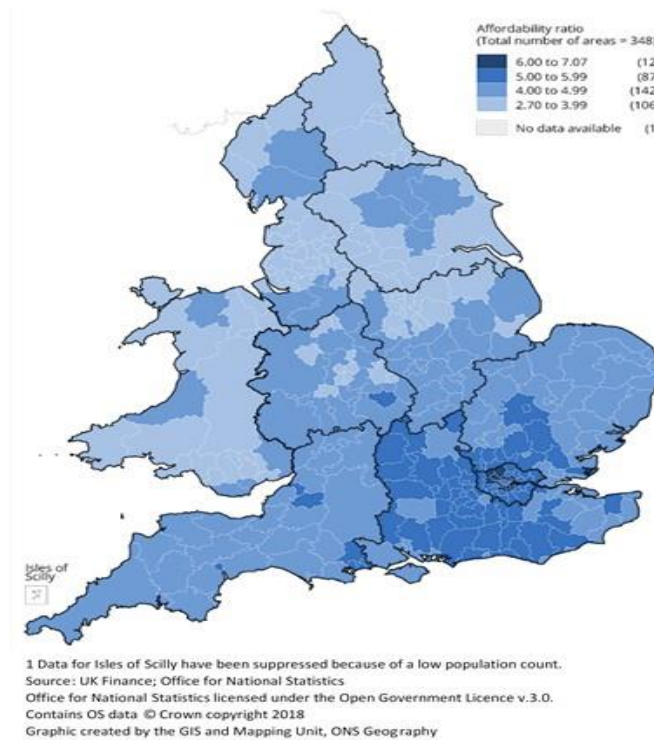 Affordability ratio
(Total number of areas = 348)
6.00 to 7.07 (12
5.00 to 5.99 (87
4.00 to 4.99 (142
2.70 to 3.99 (106
No data available (1
Isles of
Scilly
1 Data for Isles of Scilly have been suppressed because of a low population count.
Source: UK Finance; Office for National Statistics
Office for National Statistics licensed under the Open Government Licence v.3.0.
Contains OS data © Crown copyright 2018
Graphic created by the GIS and Mapping Unit, ONS Geography